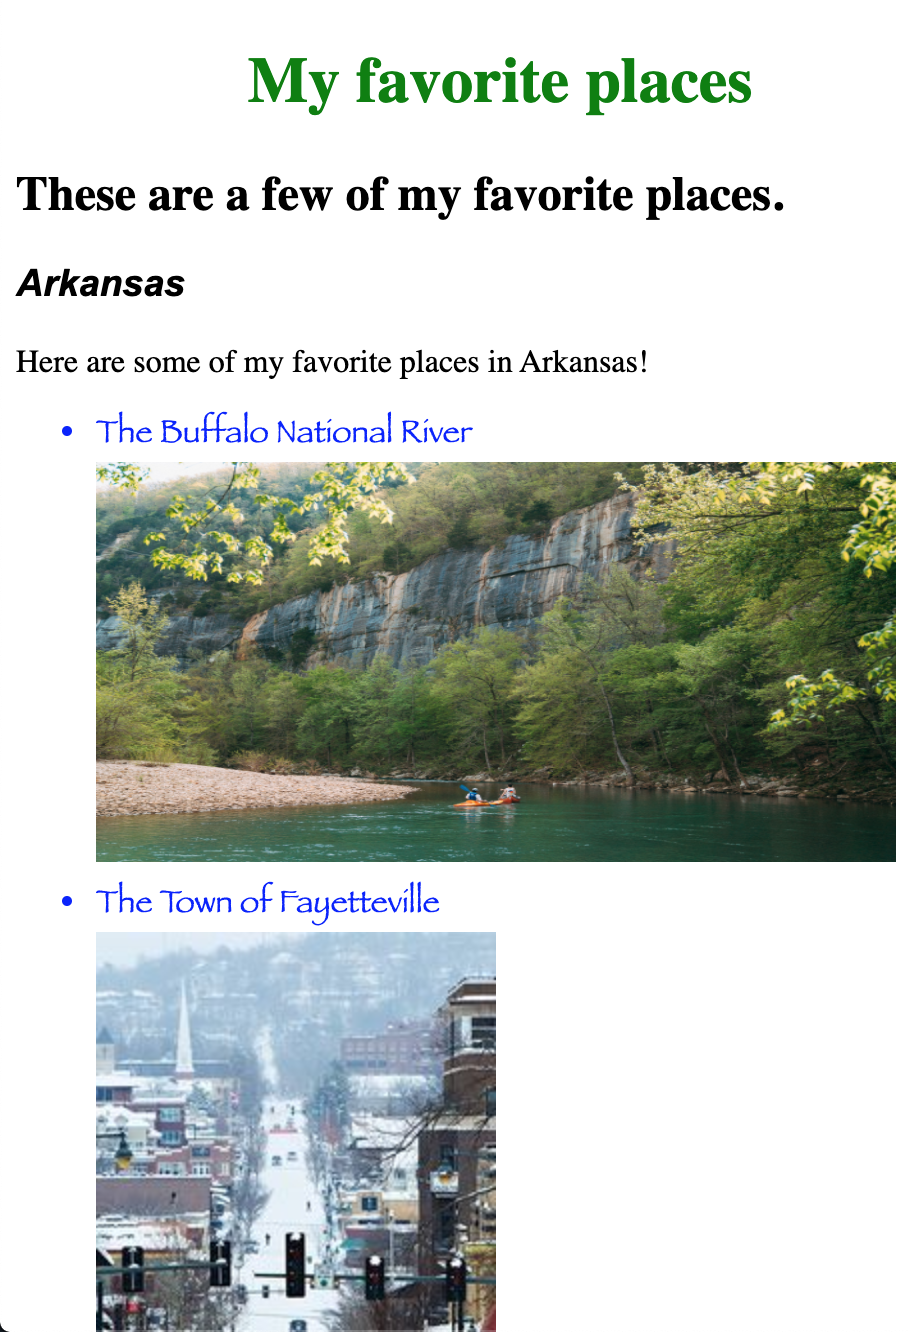 My favorite places
These are a few of my favorite places.
Arkansas
Here are some of my favorite places in Arkansas!
The Buffalo National River
The Town of Fayetteville